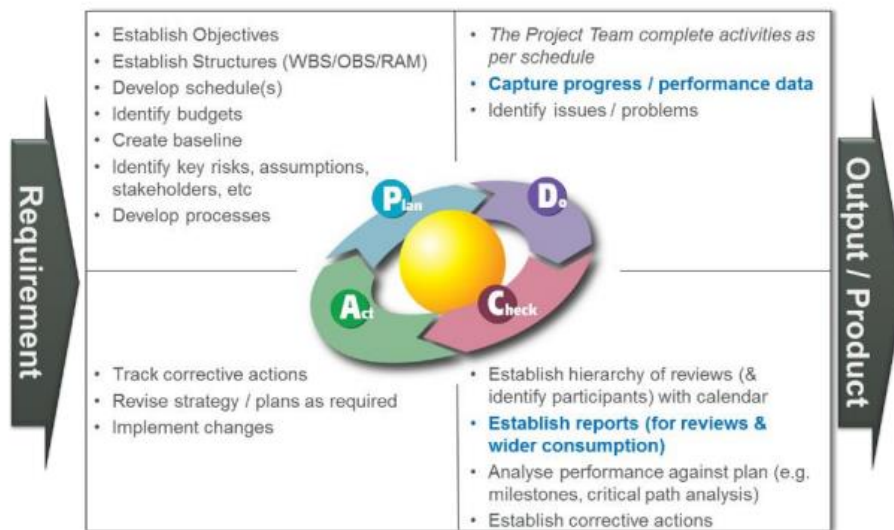 Requirement
• Establish Objectives
• Establish Structures (WBS/OBS/RAM)
• Develop schedule(s)
• Identify budgets
• Create baseline
• Identify key risks, assumptions,
stakeholders, etc
• Develop processes
• The Project Team complete activities as
per schedule
• Capture progress / performance data
• Identify issues / problems
Plan
Do
Act
Check
• Track corrective actions
• Revise strategy / plans as required
• Implement changes
• Establish hierarchy of reviews (&
identify participants) with calendar
• Establish reports (for reviews &
wider consumption)
• Analyse performance against plan (e.g.
milestones, critical path analysis)
• Establish corrective actions
Output / Product